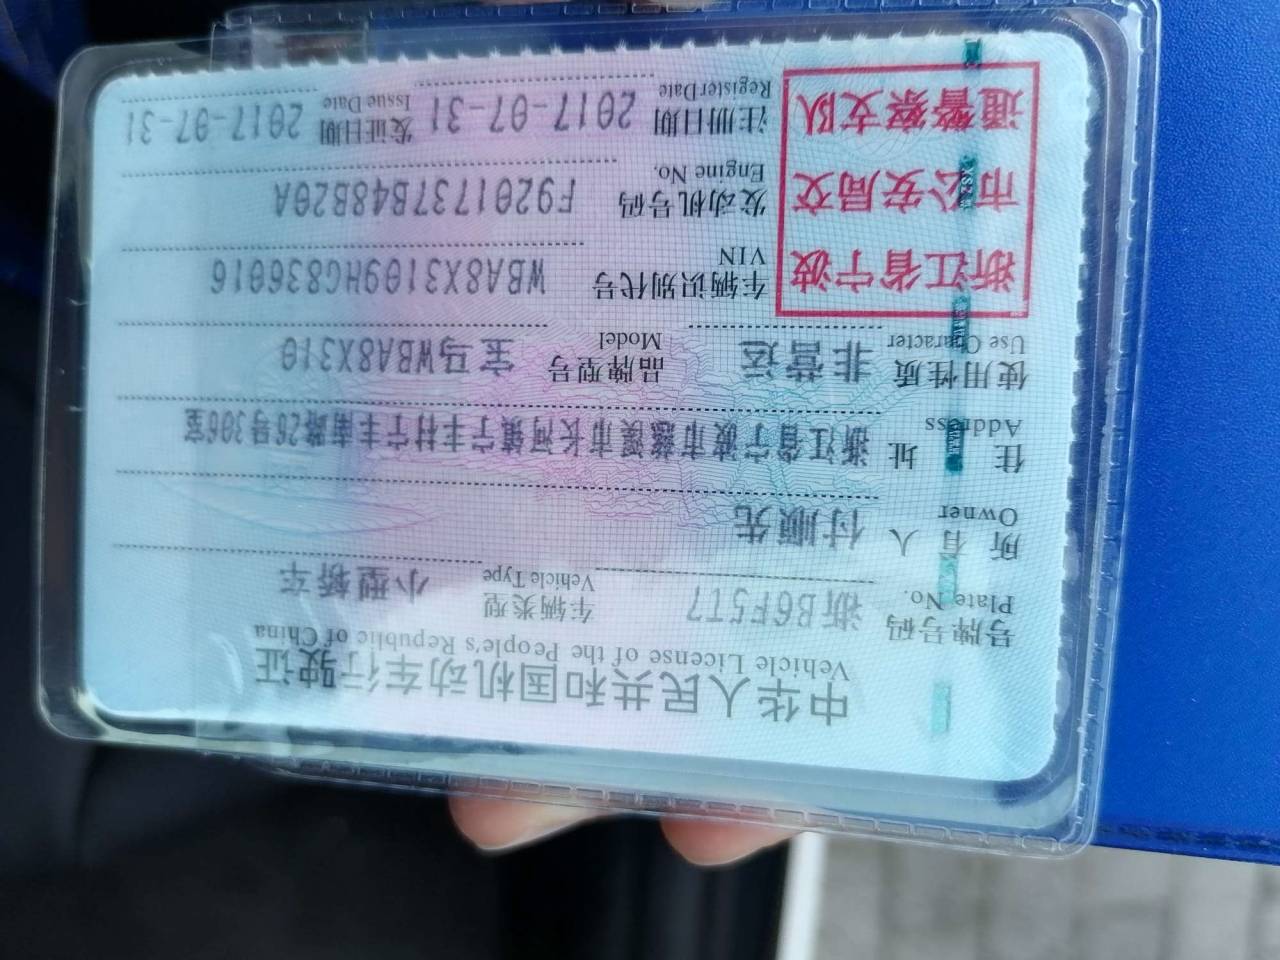 中华人民共和国机动车行驶证
Vehicle License of the People's Republic of China
号牌号码 浙B6F5T7 车辆类型 小型轿车
Plate No. Vehicle Type
所有人 付顺先
Owner
住址 浙江省宁波市慈溪市长河镇宁丰村宁丰南路26号306室
Address
使用性质 非营运 品牌型号 宝马WBA8X310
Use Character Model
浙江省宁波
市公安局交
通警察支队
车辆识别代号 WBA8X3109HG836016
VIN
发动机号码 F9201737B48B20A
Engine No.
注册日期 2017-07-31 发证日期 2017-07-31
Register Date Issue Date